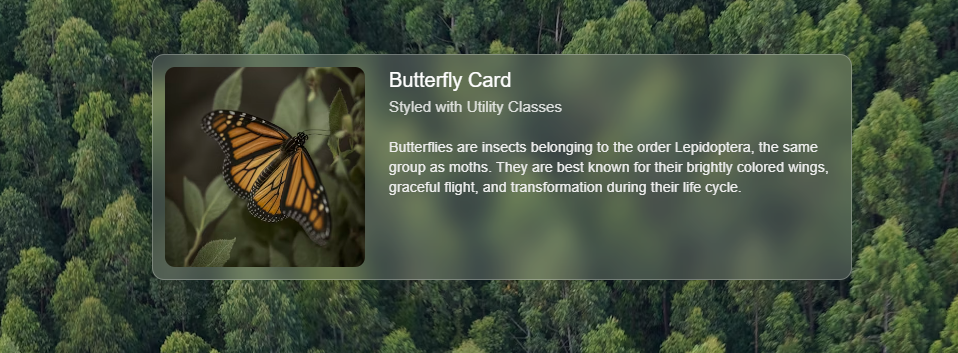 Butterfly Card
Styled with Utility Classes
Butterflies are insects belonging to the order Lepidoptera, the same
group as moths. They are best known for their brightly colored wings,
graceful flight, and transformation during their life cycle.